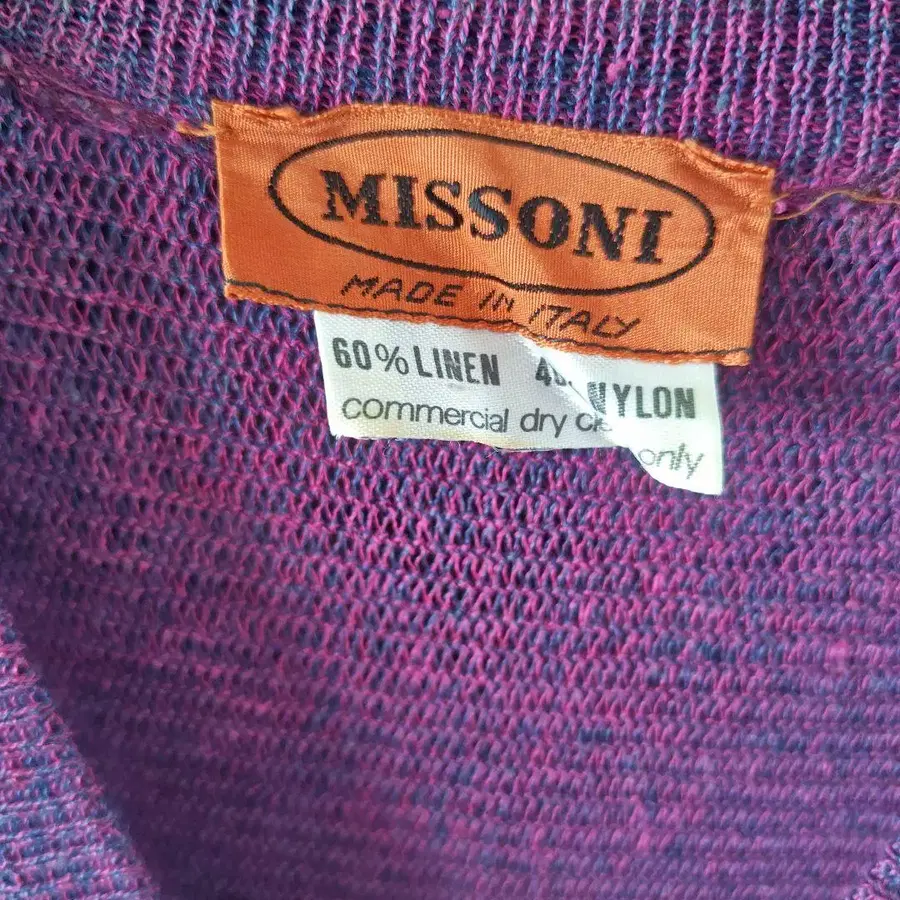 MISSONI
MADE IN ITALY
60% LINEN NYLON
commercial dry only